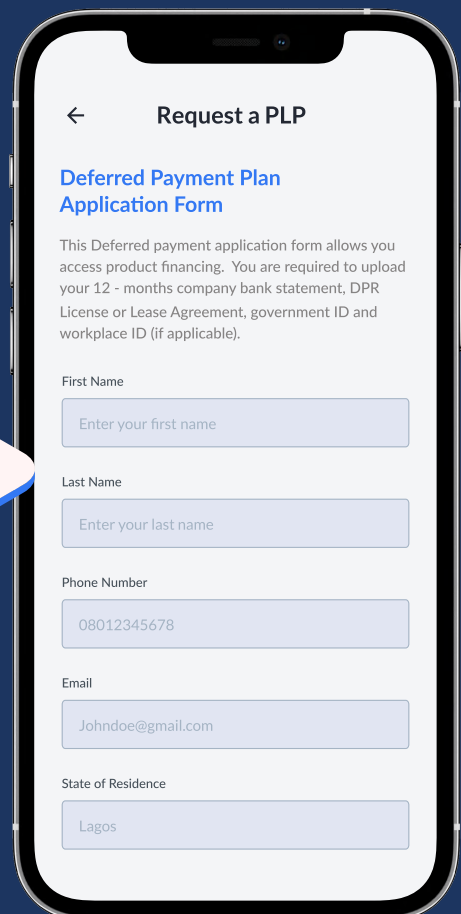 Request a PLP
Deferred Payment Plan
Application Form
This Deferred payment application form allows you
access product financing.  You are required to upload
your 12 - months company bank statement, DPR
License or Lease Agreement, government ID and
workplace ID (if applicable).
First Name
Enter your first name
Last Name
Enter your last name
Phone Number
08012345678
Email
Johndoe@gmail.com
State of Residence
Lagos